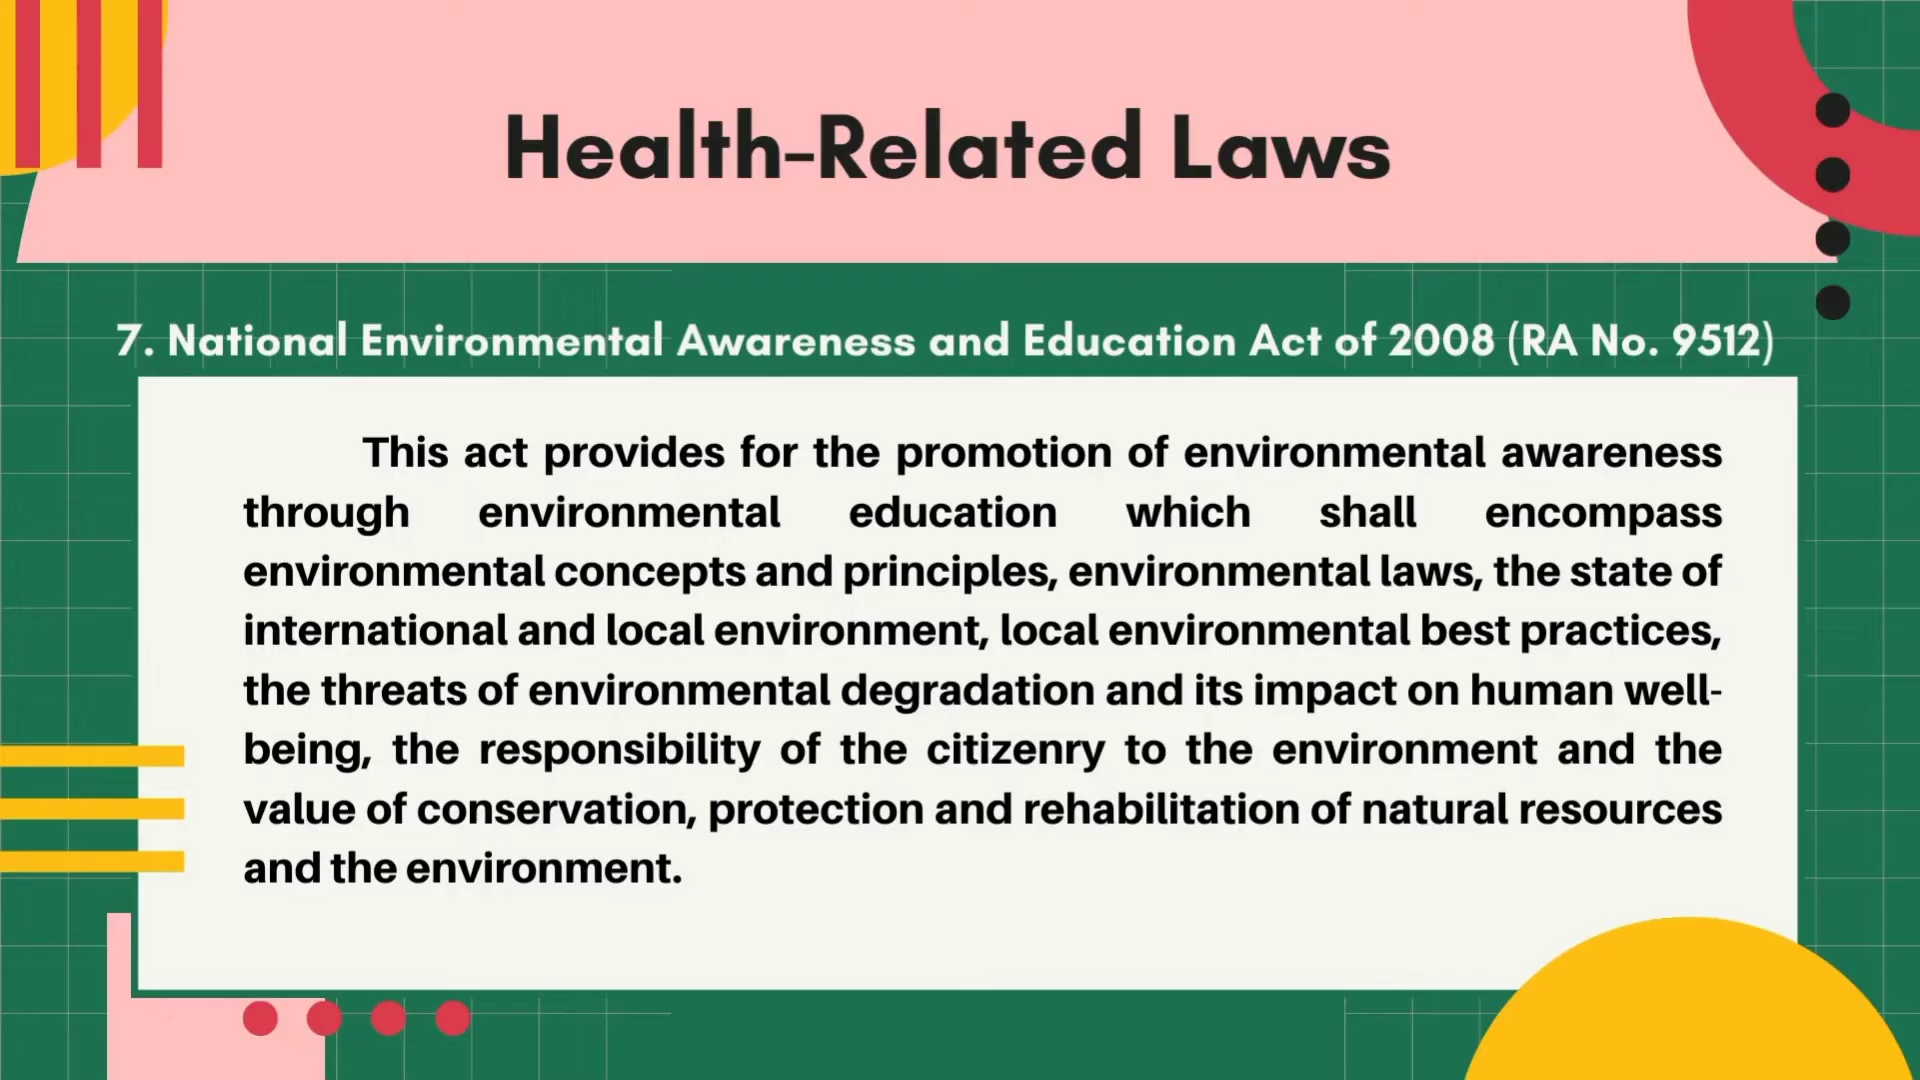 Health-Related Laws
7. National Environmental Awareness and Education Act of 2008 (RA No. 9512)
This act provides for the promotion of environmental awareness
through environmental education which shall encompass
environmental concepts and principles, environmental laws, the state of
international and local environment, local environmental best practices,
the threats of environmental degradation and its impact on human well-
being, the responsibility of the citizenry to the environment and the
value of conservation, protection and rehabilitation of natural resources
and the environment.